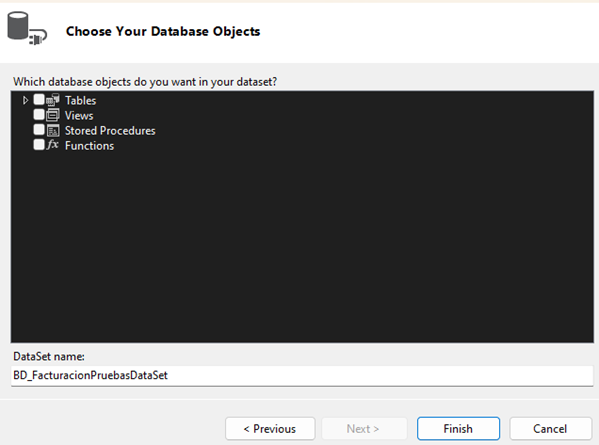 Choose Your Database Objects
Which database objects do you want in your dataset?
Tables
Views
Stored Procedures
fx Functions
DataSet name:
BD_FacturacionPruebasDataSet
< Previous
Next >
Finish
Cancel